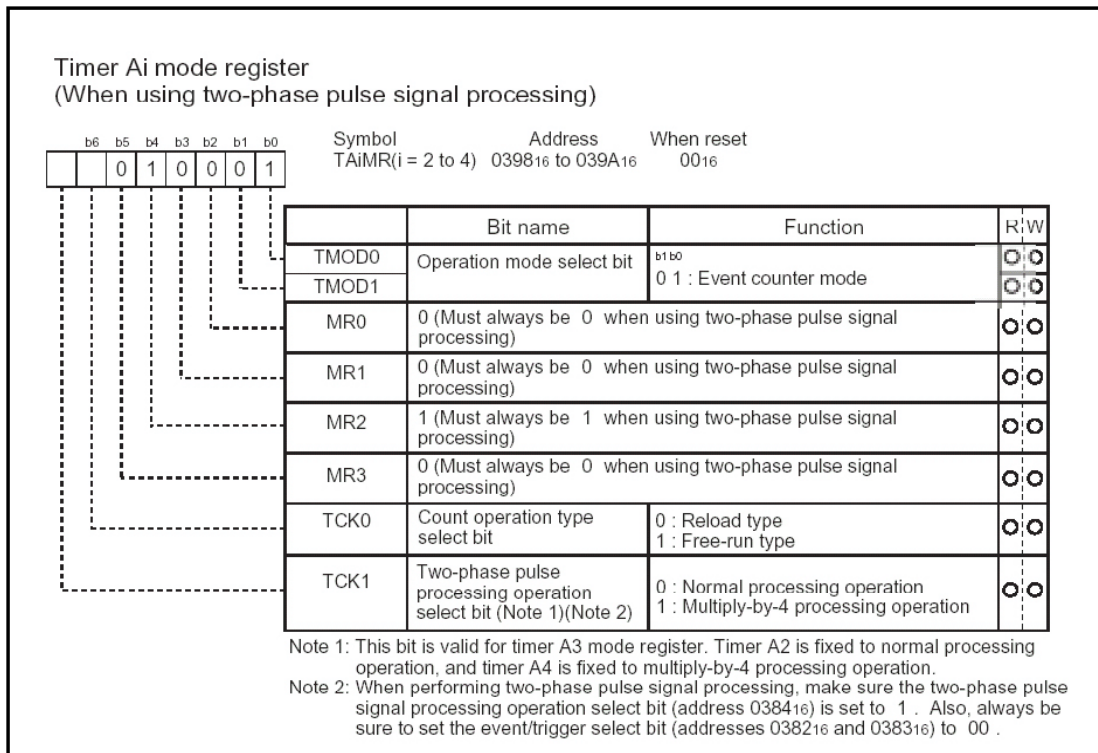 Timer Ai mode register
(When using two-phase pulse signal processing)
b6 b5 b4 b3 b2 b1 b0
0 1 0 0 0 1
Symbol Address When reset
TAiMR(i = 2 to 4) 039816 to 039A16 0016
Bit name Function R W
TMOD0
TMOD1
Operation mode select bit
b1 b0
0 1 : Event counter mode
MR0
0 (Must always be 0 when using two-phase pulse signal
processing)
MR1
0 (Must always be 0 when using two-phase pulse signal
processing)
MR2
1 (Must always be 1 when using two-phase pulse signal
processing)
MR3
0 (Must always be 0 when using two-phase pulse signal
processing)
TCK0
Count operation type
select bit
0 : Reload type
1 : Free-run type
TCK1
Two-phase pulse
processing operation
select bit (Note 1)(Note 2)
0 : Normal processing operation
1 : Multiply-by-4 processing operation
Note 1: This bit is valid for timer A3 mode register. Timer A2 is fixed to normal processing
operation, and timer A4 is fixed to multiply-by-4 processing operation.
Note 2: When performing two-phase pulse signal processing, make sure the two-phase pulse
signal processing operation select bit (address 038416) is set to 1 . Also, always be
sure to set the event/trigger select bit (addresses 038216 and 038316) to 00 .